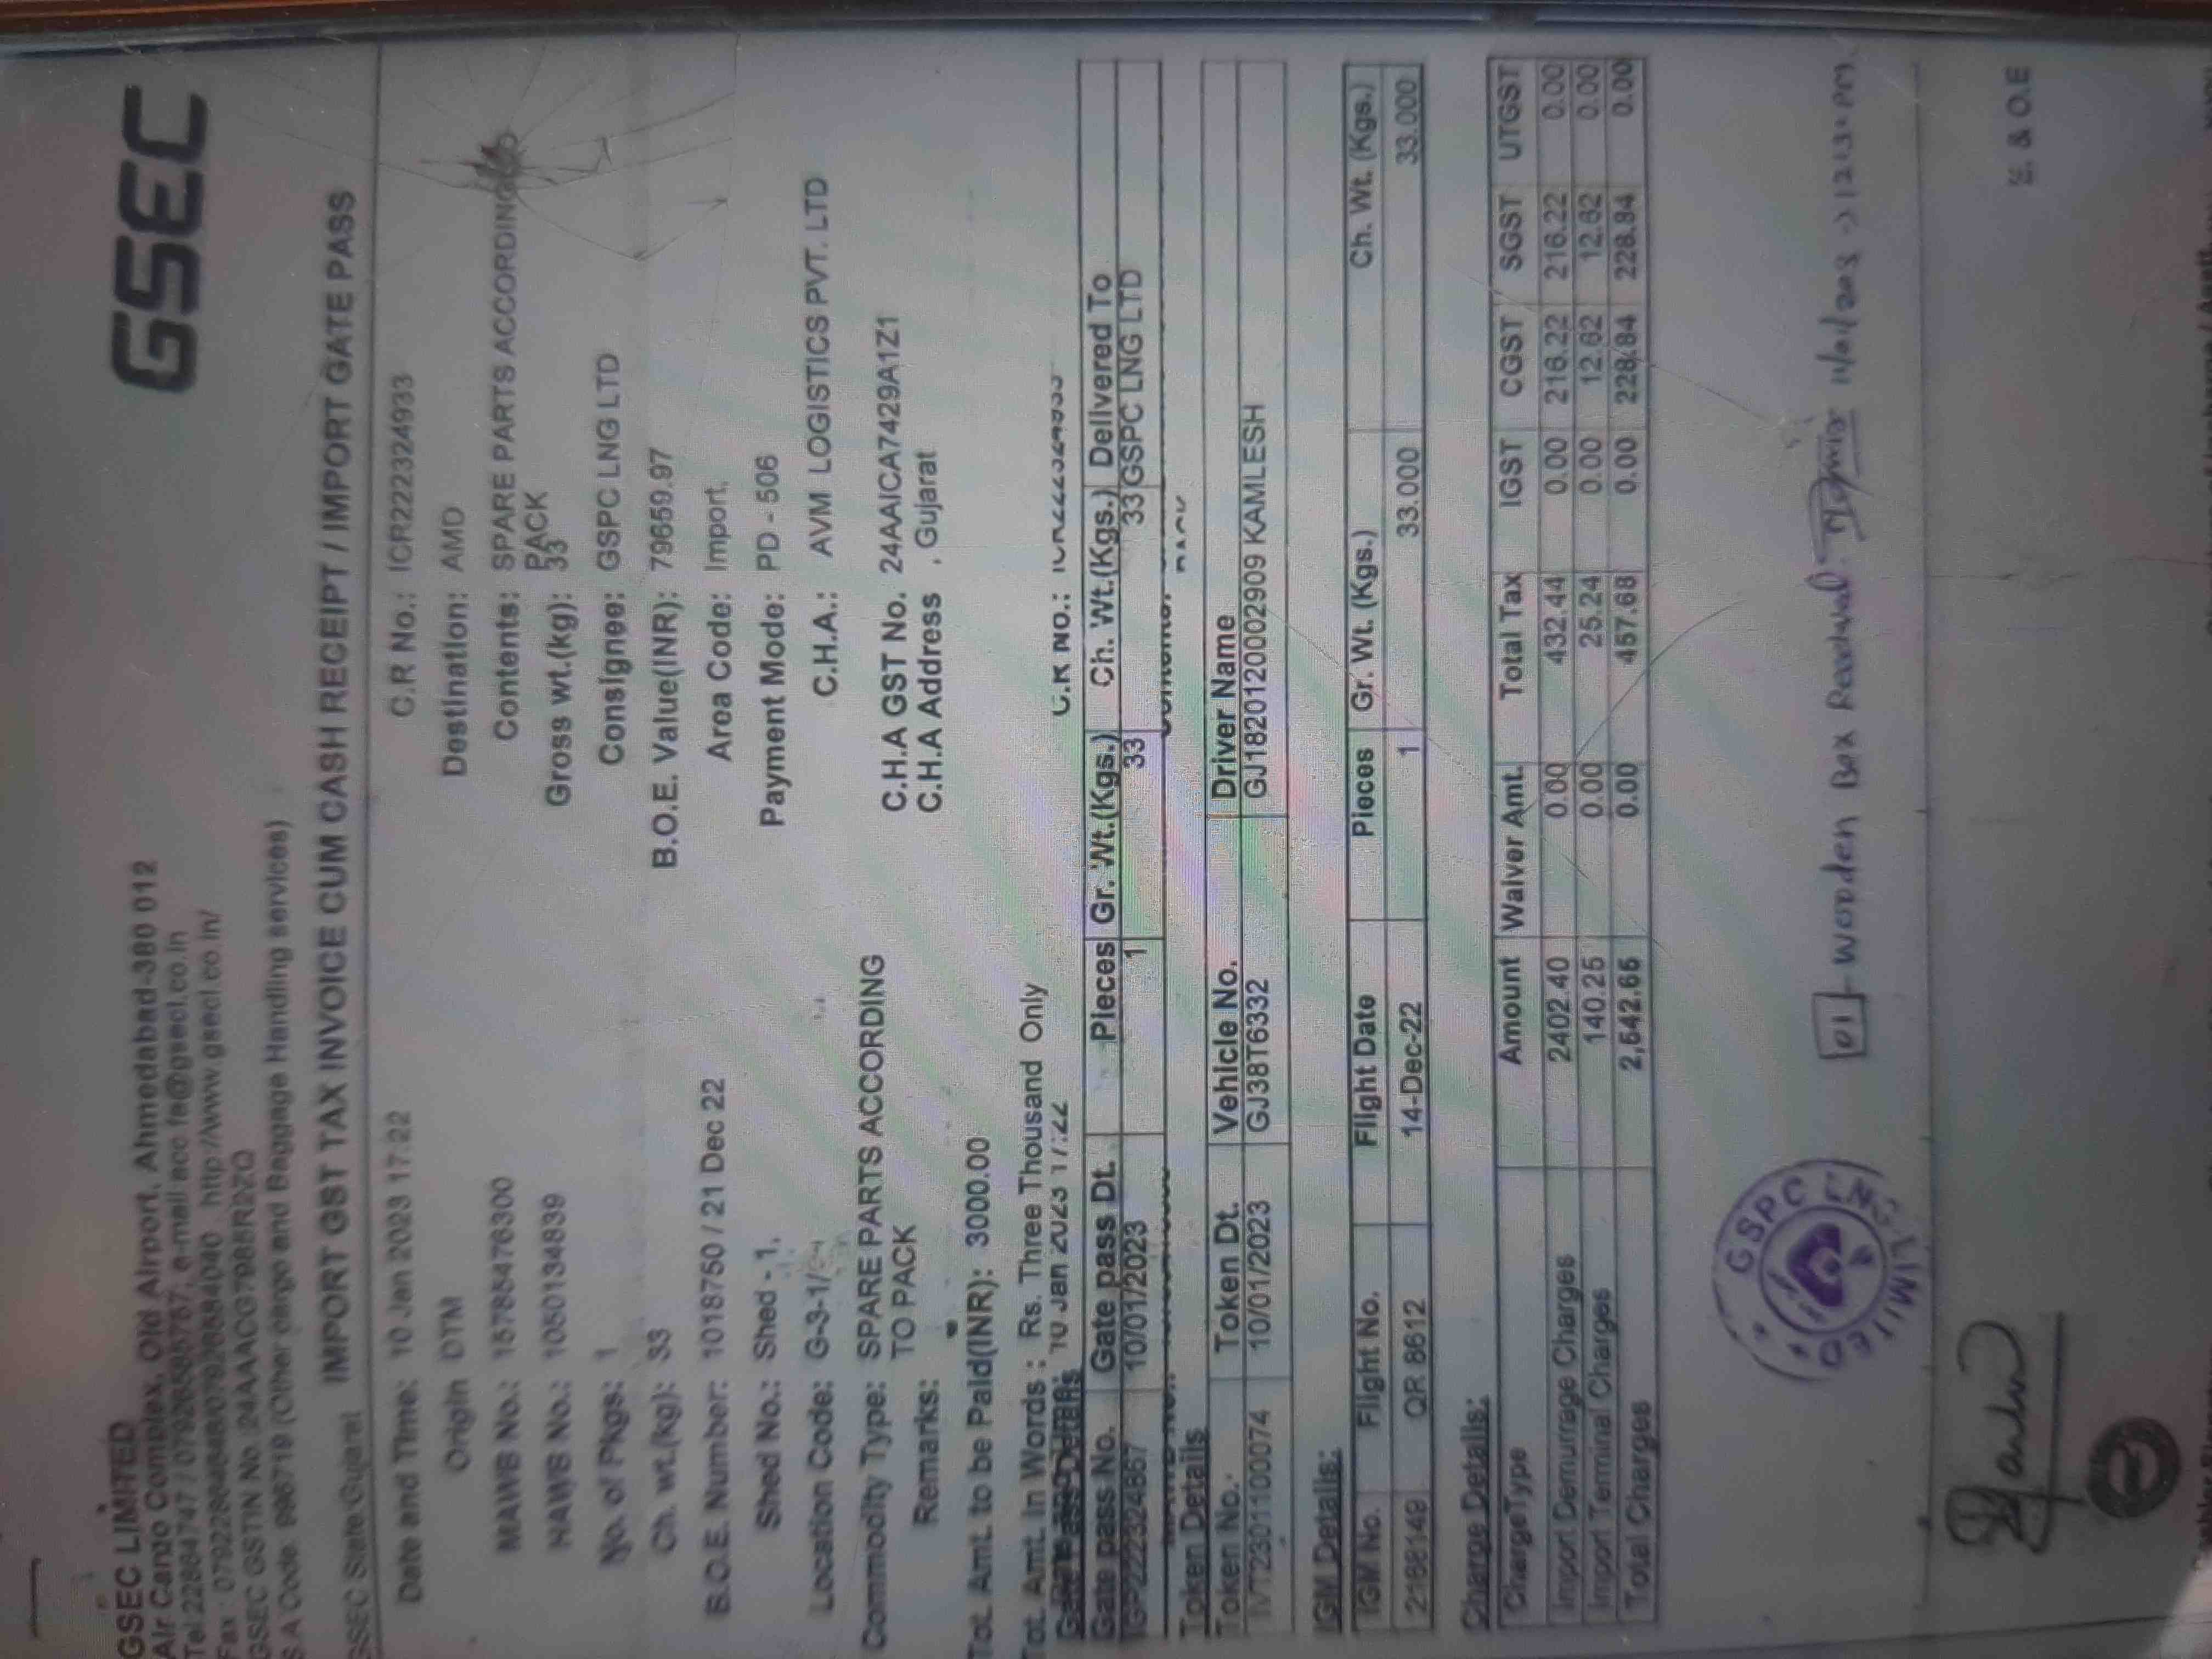 GSEC LIMITED
GSEC
Air Cargo Complex, Old Airport, Ahmedabad-380 012
Tel:22864747 / 07926585757, e-mail:acc.fa@gsecl.co.in
Fax : 07922864648/07926584040 http://www.gsecl.co.in/
GSEC GSTIN No.:24AAACG7985R2ZQ
S.A Code: 996719 (Other cargo and Baggage Handling services)
GSEC State:Gujarat
IMPORT GST TAX INVOICE CUM CASH RECEIPT / IMPORT GATE PASS
Date and Time: 10 Jan 2023 17:22 C.R No.: ICR222324933
Origin DTM Destination: AMD
MAWB No.: 15785476300 Contents: SPARE PARTS ACCORDING
PACK
HAWB No.: 1050134839 Gross wt.(kg): 33
No. of Pkgs: 1 Consignee: GSPC LNG LTD
Ch. wt.(kg): 33 B.O.E. Value(INR): 79659.97
B.O.E. Number: 1018750 / 21 Dec 22 Area Code: Import,
Shed No.: Shed - 1, Payment Mode: PD - 506
Location Code: G-3-1/ C.H.A.: AVM LOGISTICS PVT. LTD
Commodity Type: SPARE PARTS ACCORDING
TO PACK C.H.A GST No. 24AAICA7429A1Z1
Remarks: C.H.A Address , Gujarat
Tot. Amt. to be Paid(INR): 3000.00
Tot. Amt. In Words : Rs. Three Thousand Only
Gate Pass Details 10 Jan 2023 17:22 C.R NO.: ICR222324933
Gate pass No. Gate pass Dt. Pieces Gr. Wt.(Kgs.) Ch. Wt.(Kgs.) Delivered To
IGP222324867 10/01/2023 1 33 33 GSPC LNG LTD
Token Details
Token No. Token Dt. Vehicle No. Driver Name
IVT2301100074 10/01/2023 GJ38T6332 GJ1820120002909 KAMLESH
IGM Details:
IGM No. Flight No. Flight Date Pieces Gr. Wt. (Kgs.) Ch. Wt. (Kgs.)
2168149 QR 8612 14-Dec-22 1 33.000 33.000
Charge Details:
ChargeType Amount Waiver Amt. Total Tax IGST CGST SGST UTGST
Import Demurrage Charges 2402.40 0.00 432.44 0.00 216.22 216.22 0.00
Import Terminal Charges 140.25 0.00 25.24 0.00 12.62 12.62 0.00
Total Charges 2,542.65 0.00 457.68 0.00 228.84 228.84 0.00
GSPC LNG LIMITED
01 - Wooden Box Received 12:30 PM
E. & O.E